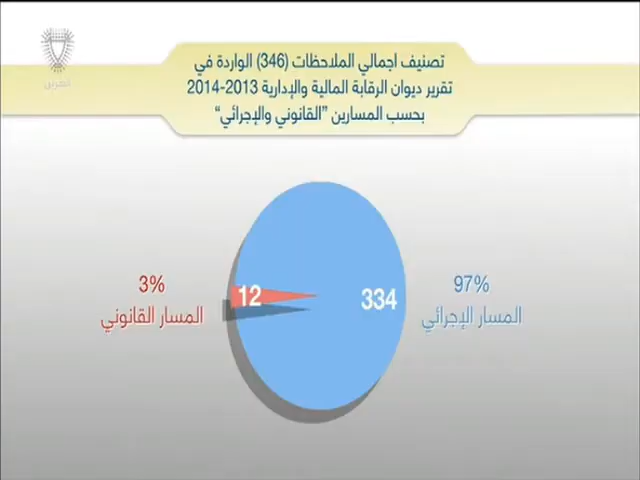 تصنيف اجمالي الملاحظات (346) الواردة في
تقرير ديوان الرقابة المالية والإدارية 2013-2014
بحسب المسارين "القانوني والإجرائي"
97%
المسار الإجرائي
334
12
3%
المسار القانوني